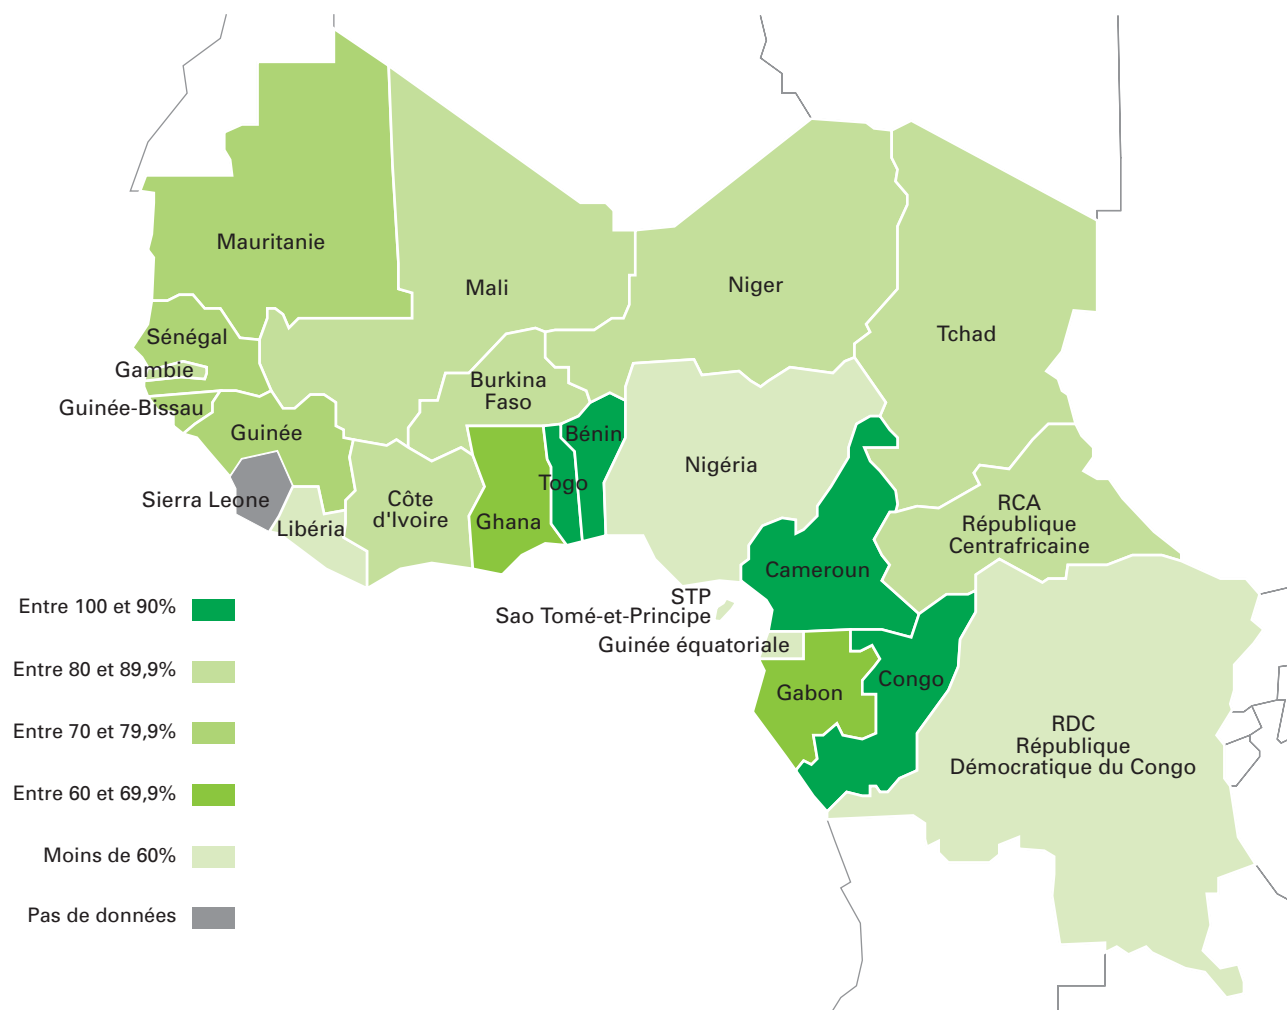 Mauritanie
Mali
Niger
Tchad
Sénégal
Gambie
Guinée-Bissau
Guinée
Sierra Leone
Libéria
Côte
d'Ivoire
Burkina
Faso
Ghana
Togo
Bénin
Nigéria
RCA
République
Centrafricaine
Cameroun
STP
Sao Tomé-et-Principe
Guinée équatoriale
Gabon
Congo
RDC
République
Démocratique du Congo
Entre 100 et 90%
Entre 80 et 89,9%
Entre 70 et 79,9%
Entre 60 et 69,9%
Moins de 60%
Pas de données